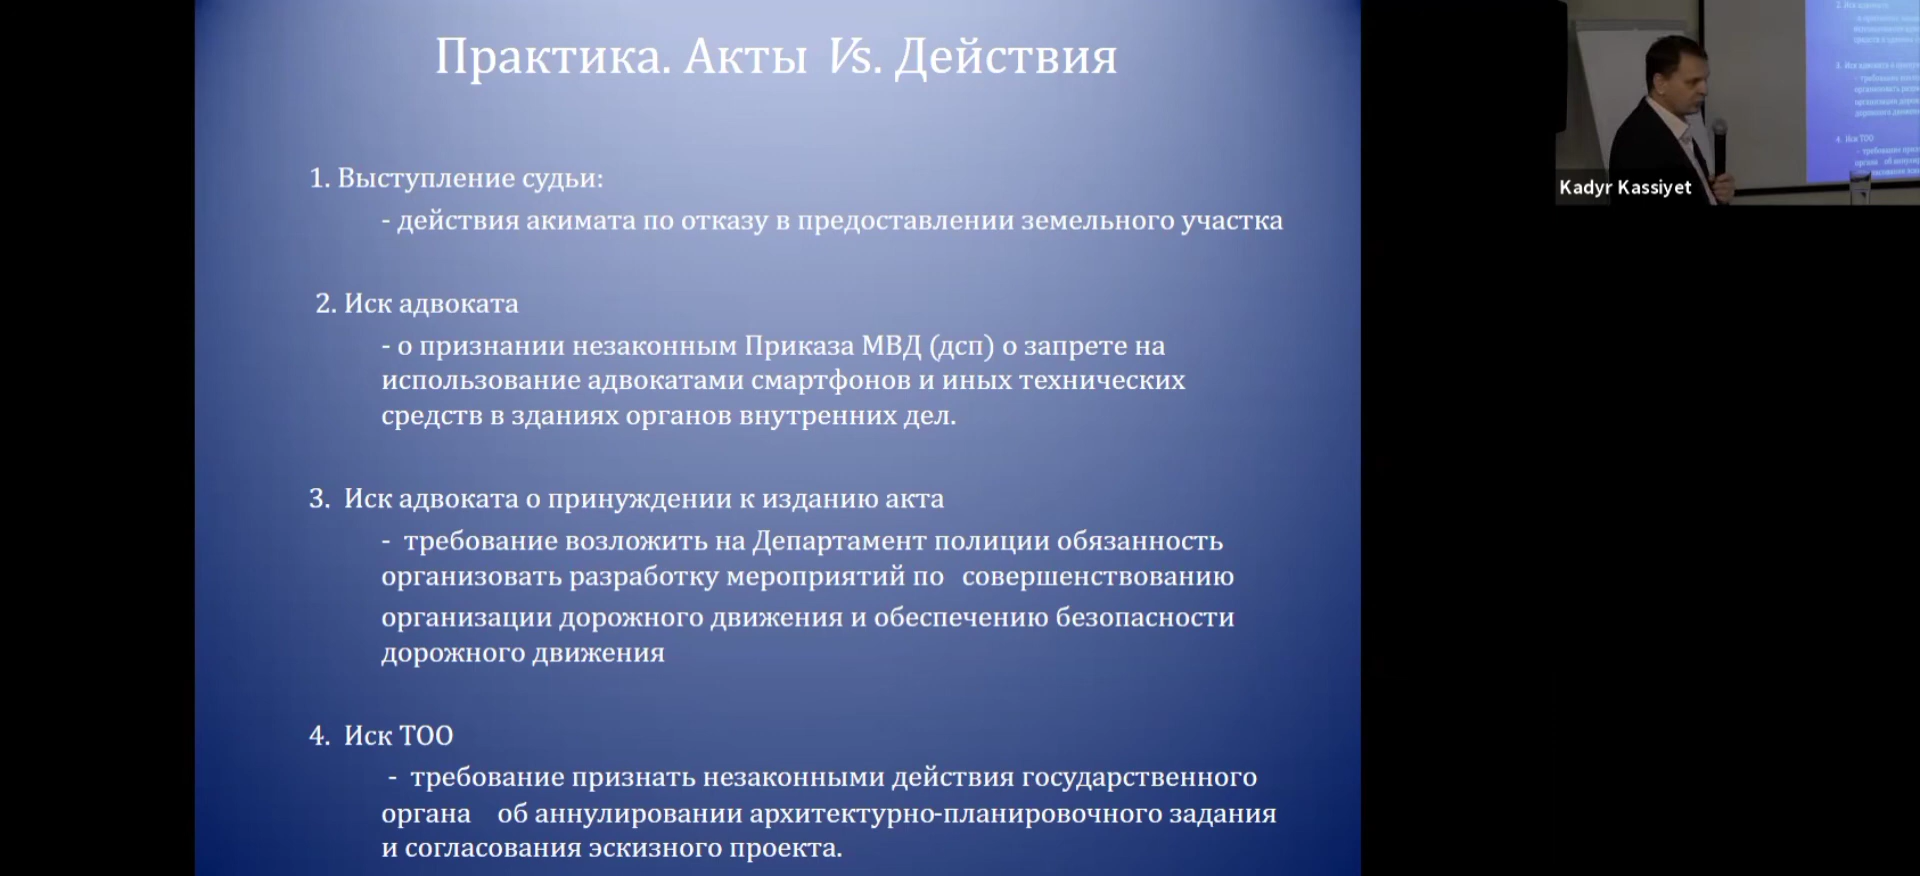 Практика. Акты Vs. Действия
1. Выступление судьи:
- действия акимата по отказу в предоставлении земельного участка
2. Иск адвоката
- о признании незаконным Приказа МВД (дсп) о запрете на
использование адвокатами смартфонов и иных технических
средств в зданиях органов внутренних дел.
3. Иск адвоката о принуждении к изданию акта
- требование возложить на Департамент полиции обязанность
организовать разработку мероприятий по совершенствованию
организации дорожного движения и обеспечению безопасности
дорожного движения
4. Иск ТОО
- требование признать незаконными действия государственного
органа об аннулировании архитектурно-планировочного задания
и согласования эскизного проекта.
Kadyr Kassiyet